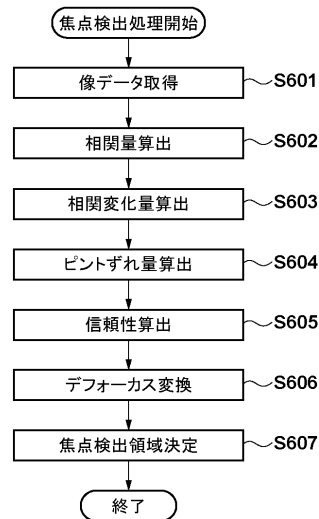 焦点検出処理開始
像データ取得 S601
相関量算出 S602
相関変化量算出 S603
ピントずれ量算出 S604
信頼性算出 S605
デフォーカス変換 S606
焦点検出領域決定 S607
終了